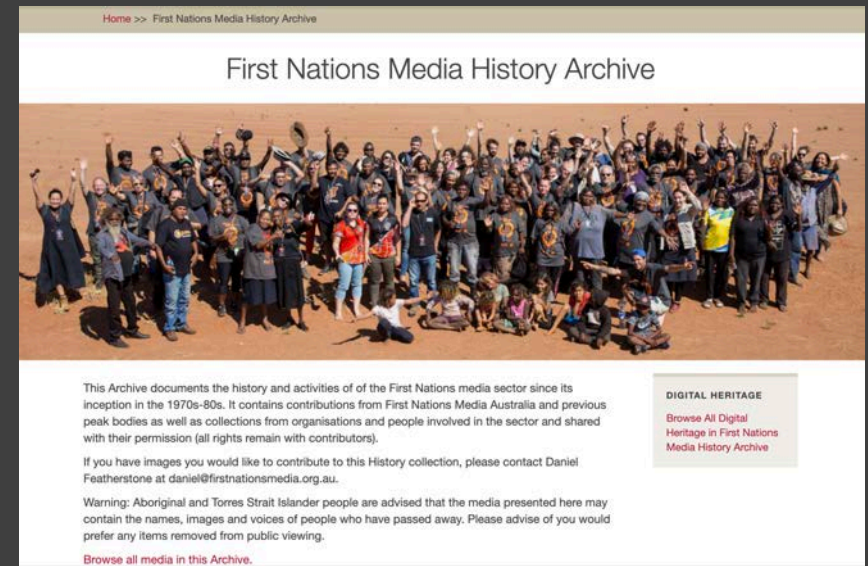 Home >> First Nations Media History Archive
First Nations Media History Archive
This Archive documents the history and activities of of the First Nations media sector since its
inception in the 1970s-80s. It contains contributions from First Nations Media Australia and previous
peak bodies as well as collections from organisations and people involved in the sector and shared
with their permission (all rights remain with contributors).
If you have images you would like to contribute to this History collection, please contact Daniel
Featherstone at daniel@firstnationsmedia.org.au.
Warning: Aboriginal and Torres Strait Islander people are advised that the media presented here may
contain the names, images and voices of people who have passed away. Please advise of you would
prefer any items removed from public viewing.
Browse all media in this Archive.
DIGITAL HERITAGE
Browse All Digital
Heritage in First Nations
Media History Archive